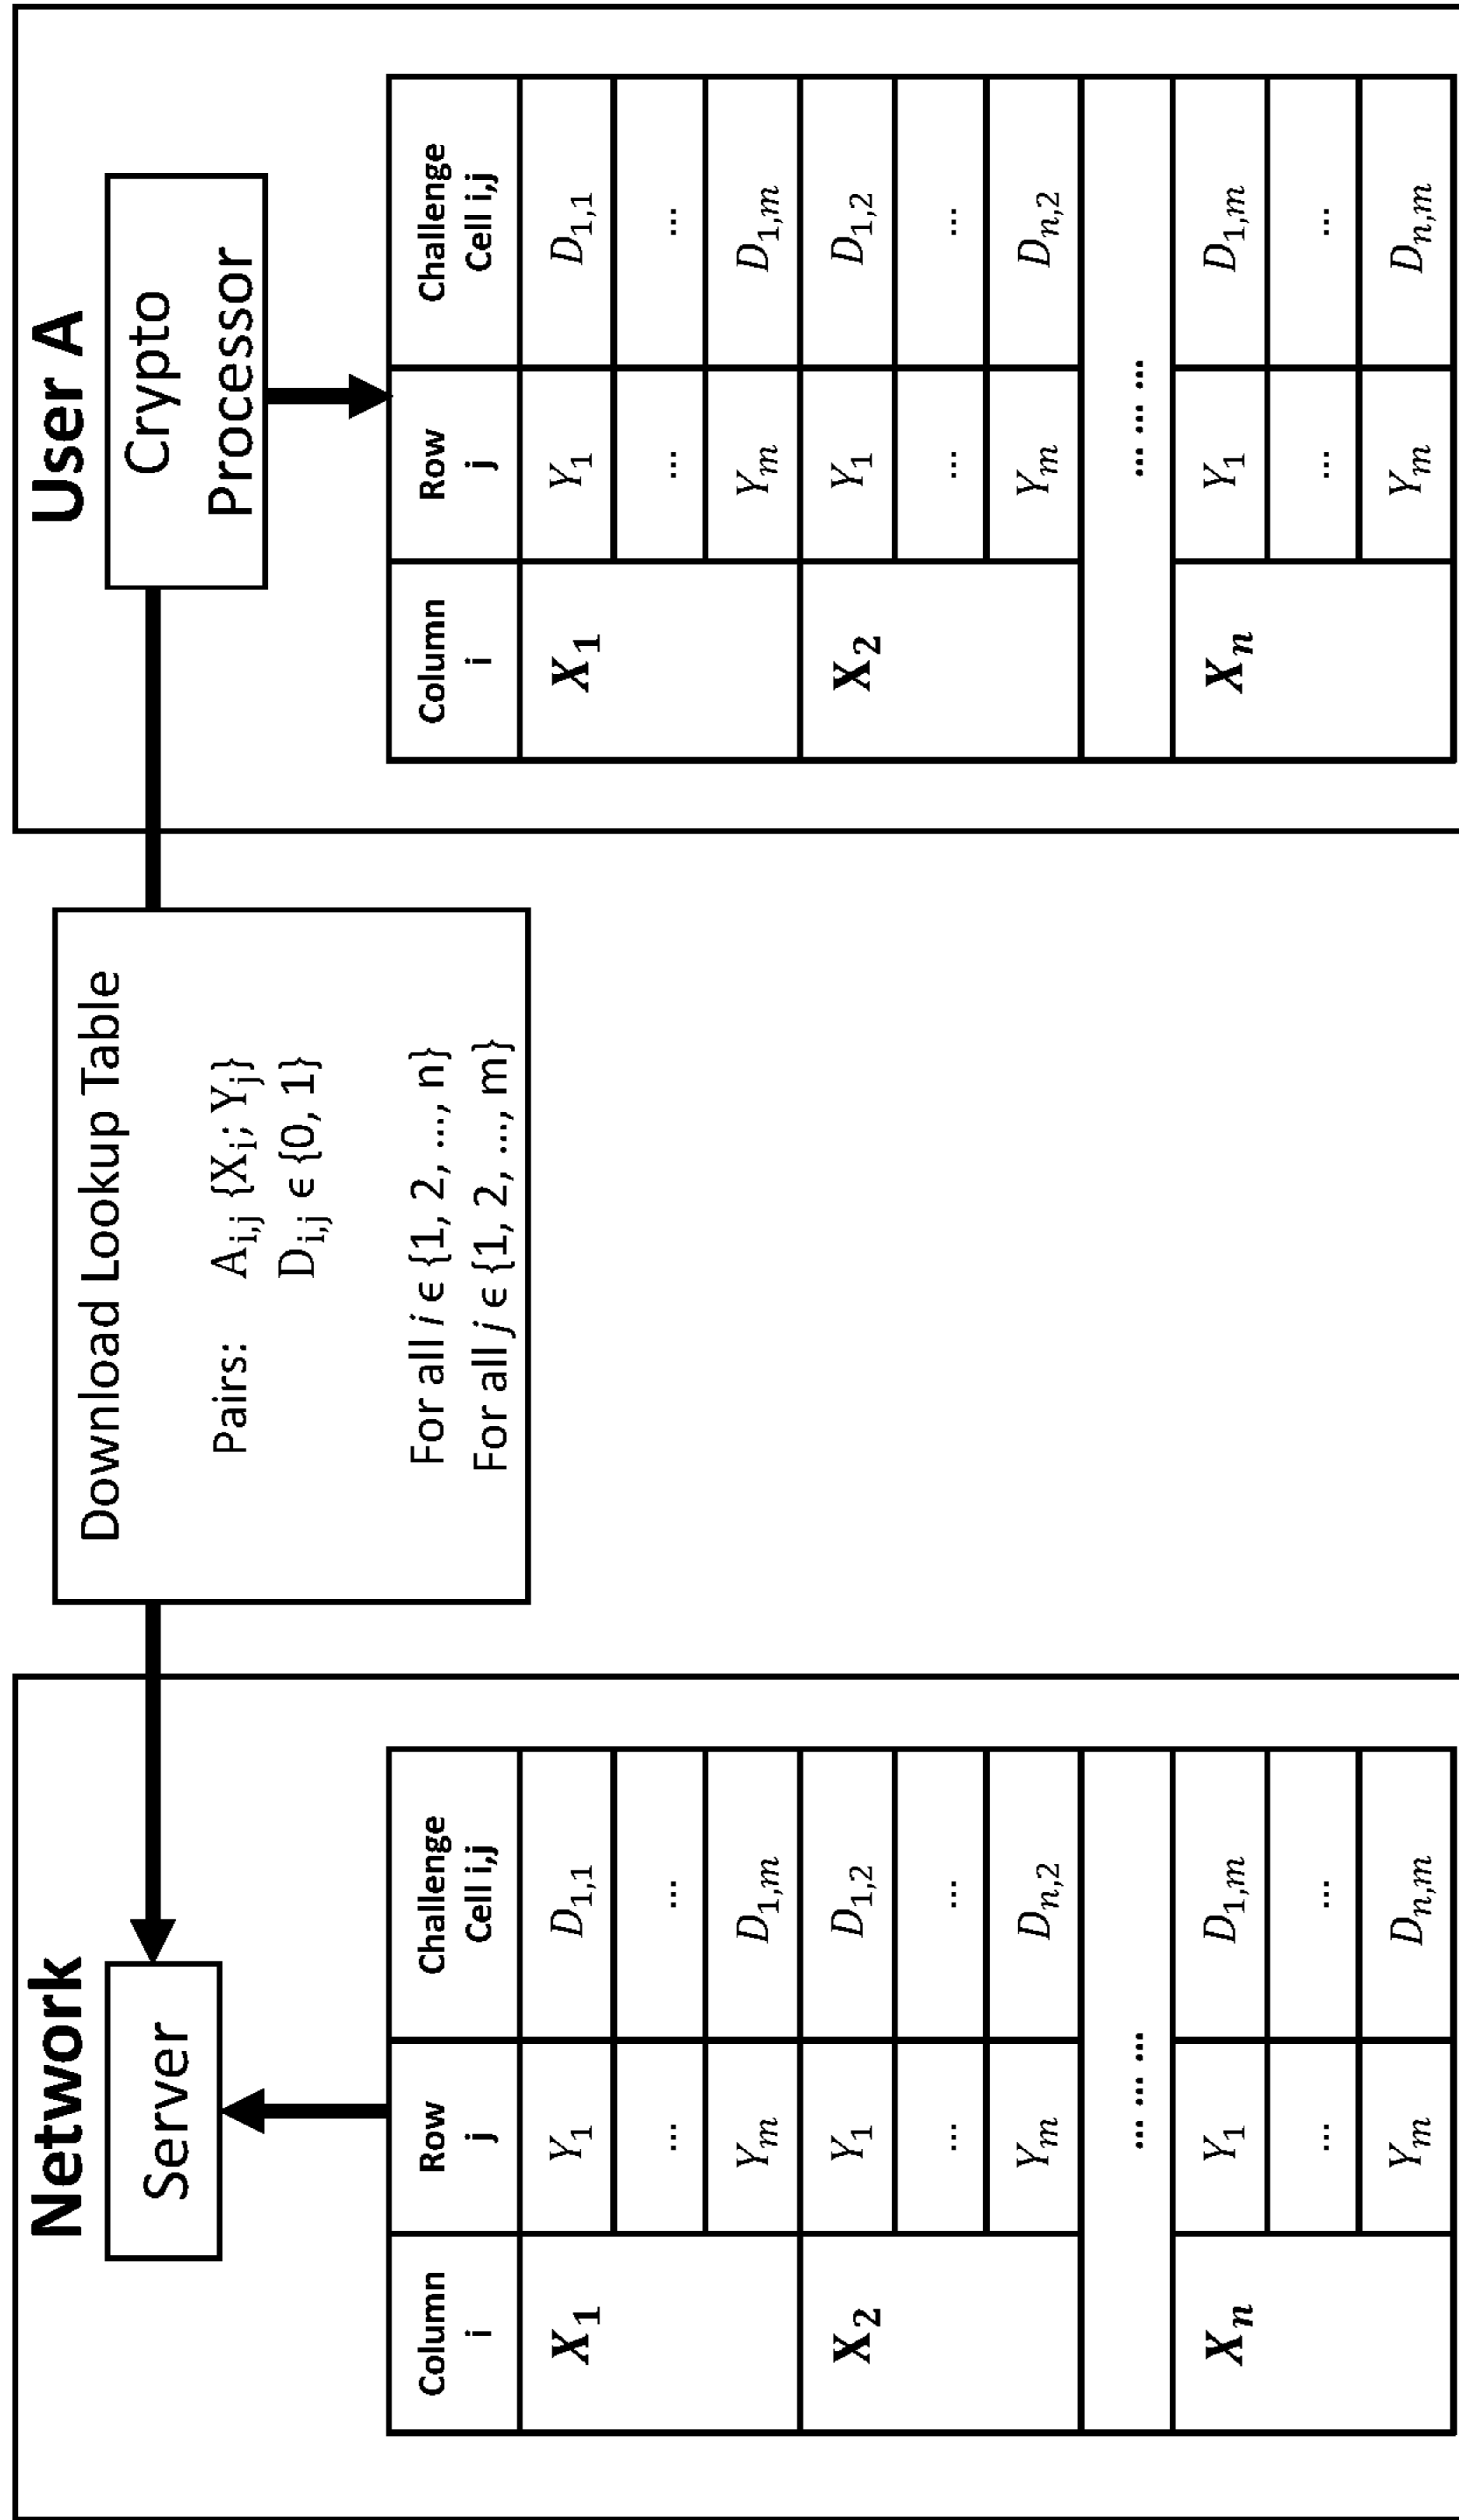 Network
Server
Column i | Row j | Challenge Cell i,j
X₁ | Y₁ | D₁,₁
... | ...
Yₘ | D₁,ₘ
X₂ | Y₁ | D₁,₂
... | ...
Yₘ | Dₙ,₂
... ... ...
Xₙ | Y₁ | D₁,ₘ
... | ...
Yₘ | Dₙ,ₘ
Download Lookup Table
Pairs: Aᵢ,ⱼ {Xᵢ; Yⱼ}
Dᵢ,ⱼ ϵ {0, 1}
For all i ϵ {1, 2, ..., n}
For all j ϵ {1, 2, ..., m}
User A
Crypto
Processor
Column i | Row j | Challenge Cell i,j
X₁ | Y₁ | D₁,₁
... | ...
Yₘ | D₁,ₘ
X₂ | Y₁ | D₁,₂
... | ...
Yₘ | Dₙ,₂
... ... ...
Xₙ | Y₁ | D₁,ₘ
... | ...
Yₘ | Dₙ,ₘ